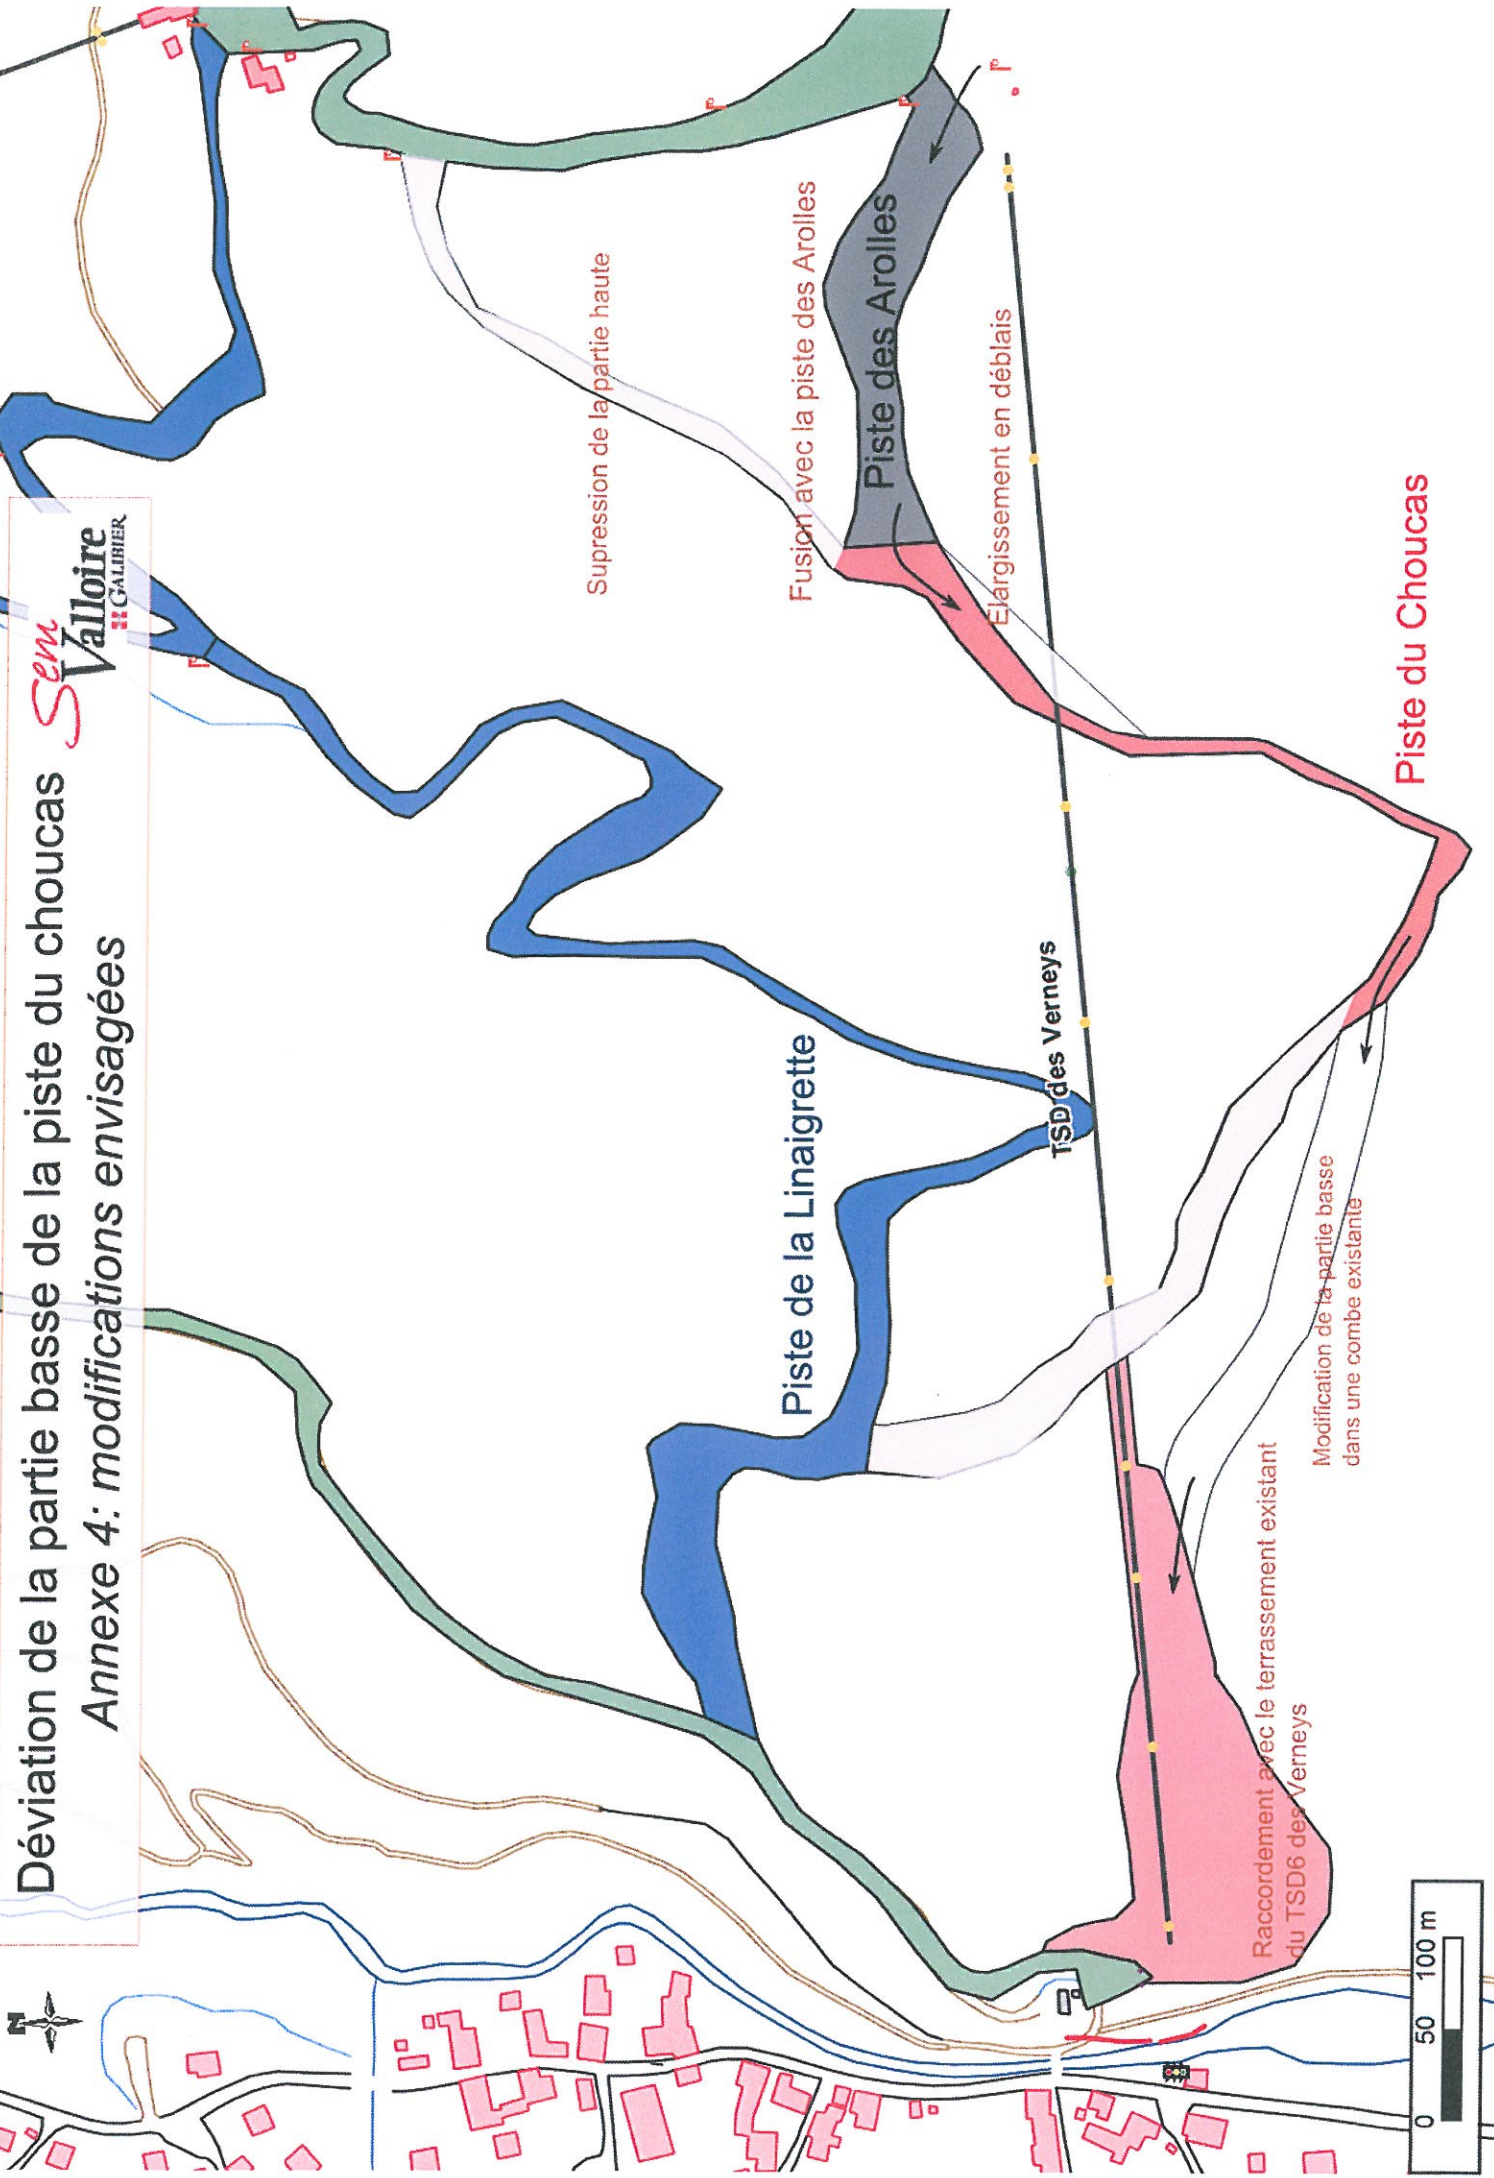 Déviation de la partie basse de la piste du choucas
Annexe 4: modifications envisagées
Sem
Valloire
GALIBIER
N
Supression de la partie haute
Fusion avec la piste des Arolles
Piste des Arolles
Elargissement en déblais
Piste de la Linaigrette
TSD des Verneys
Piste du Choucas
Modification de la partie basse
dans une combe existante
Raccordement avec le terrassement existant
du TSD6 des Verneys
0 50 100 m